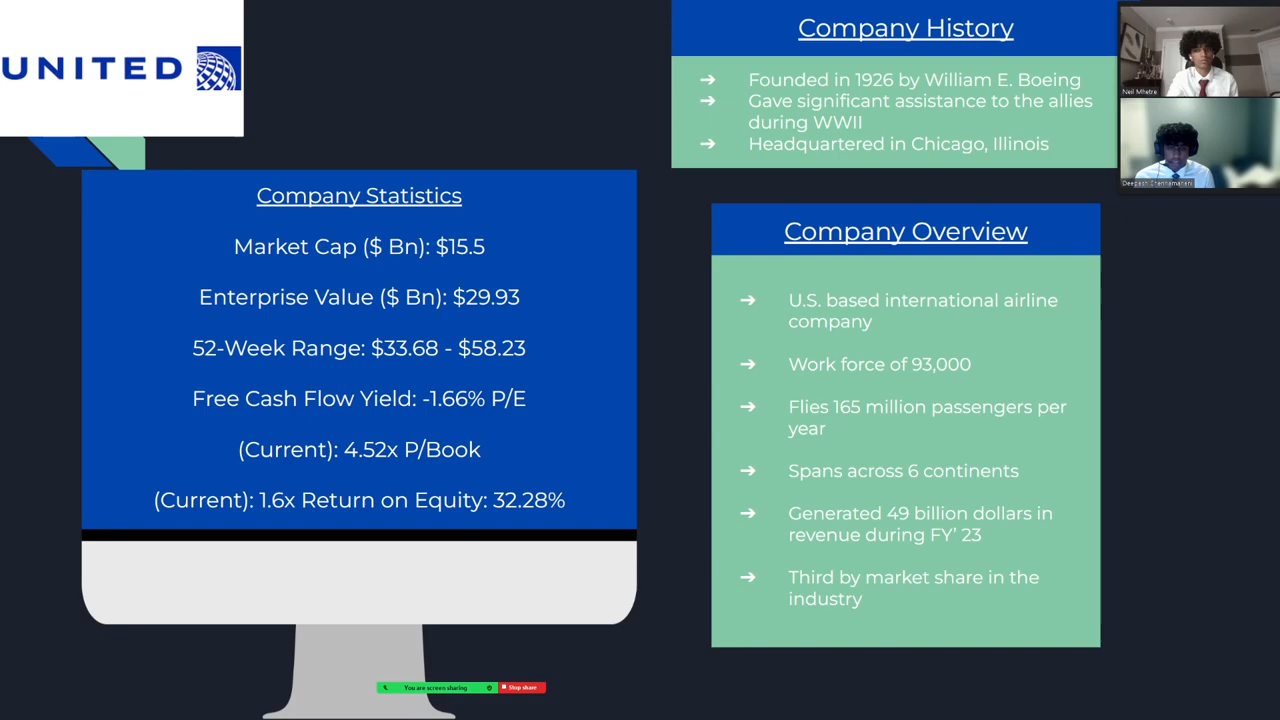 UNITED
Company History
➔ Founded in 1926 by William E. Boeing
➔ Gave significant assistance to the allies
during WWII
➔ Headquartered in Chicago, Illinois
Neil Mhetre
Deepash Channamaneni
Company Statistics
Market Cap ($ Bn): $15.5
Enterprise Value ($ Bn): $29.93
52-Week Range: $33.68 - $58.23
Free Cash Flow Yield: -1.66% P/E
(Current): 4.52x P/Book
(Current): 1.6x Return on Equity: 32.28%
Company Overview
➔ U.S. based international airline
company
➔ Work force of 93,000
➔ Flies 165 million passengers per
year
➔ Spans across 6 continents
➔ Generated 49 billion dollars in
revenue during FY’ 23
➔ Third by market share in the
industry
You are screen sharing
Stop share